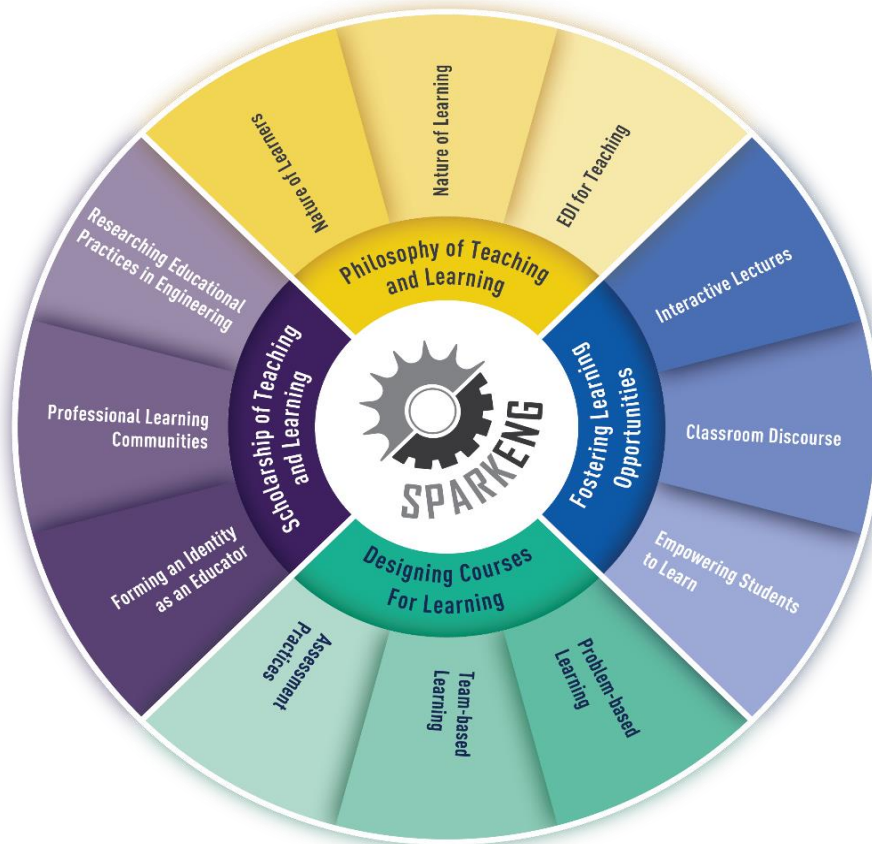 Nature of Learners
Nature of Learning
EDI for Teaching
Philosophy of Teaching
and Learning
Interactive Lectures
Classroom Discourse
Empowering Students
to Learn
Fostering Learning
Opportunities
Problem-based
Learning
Team-based
Learning
Assessment
Practices
Designing Courses
For Learning
Forming an Identity
as an Educator
Professional Learning
Communities
Researching Educational
Practices in Engineering
Scholarship of Teaching
and Learning
SPARKENG